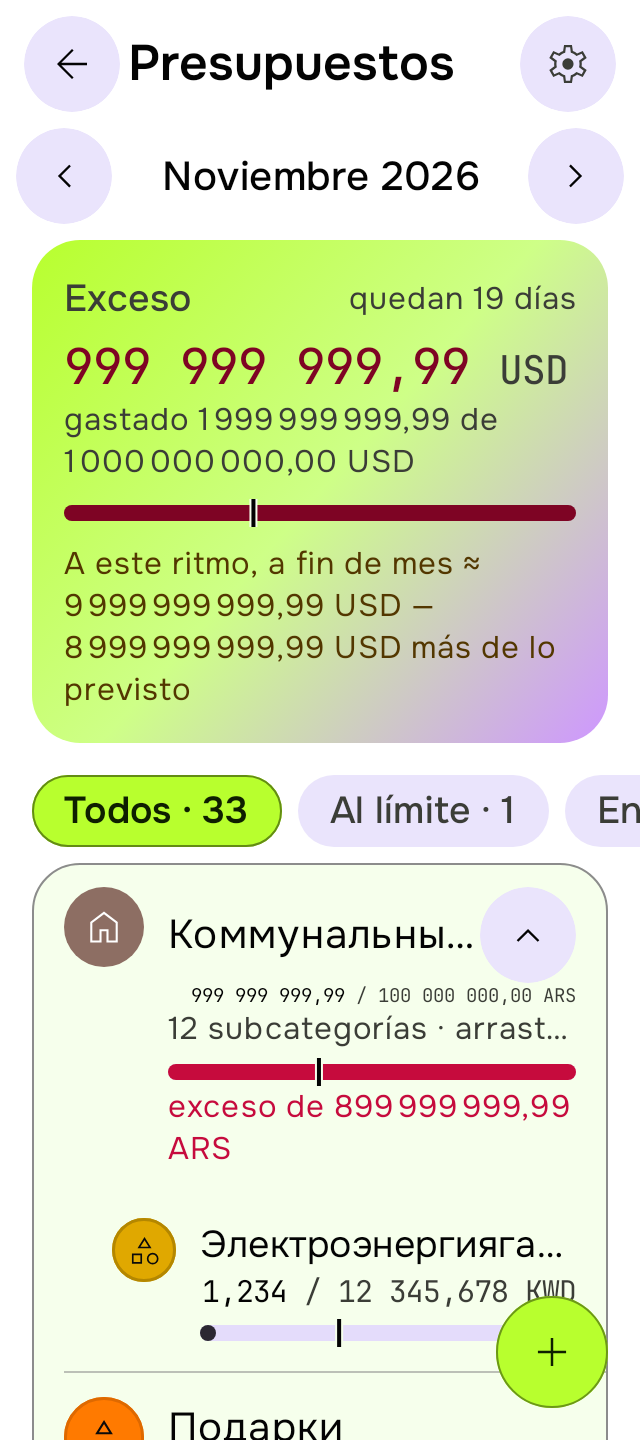 Presupuestos
Noviembre 2026
Exceso
quedan 19 días
999 999 999,99 USD
gastado 1 999 999 999,99 de
1 000 000 000,00 USD
A este ritmo, a fin de mes ≈
9 999 999 999,99 USD —
8 999 999 999,99 USD más de lo
previsto
Todos · 33
Al límite · 1
En
Коммунальны...
999 999 999,99 / 100 000 000,00 ARS
12 subcategorías · arrast...
exceso de 899 999 999,99
ARS
Электроэнергияга...
1,234 / 12 345,678 KWD
Подарки